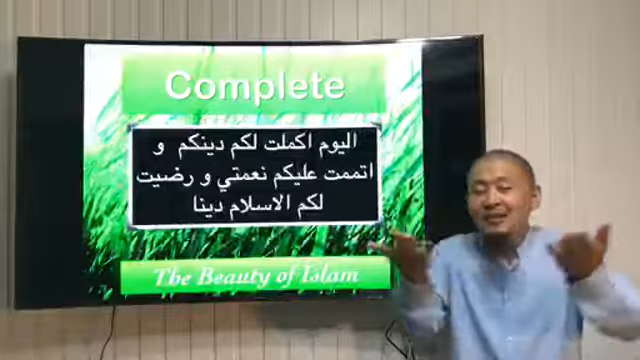 Complete
اليوم اكملت لكم دينكم و
اتممت عليكم نعمتي و رضيت
لكم الاسلام دينا
The Beauty of Islam